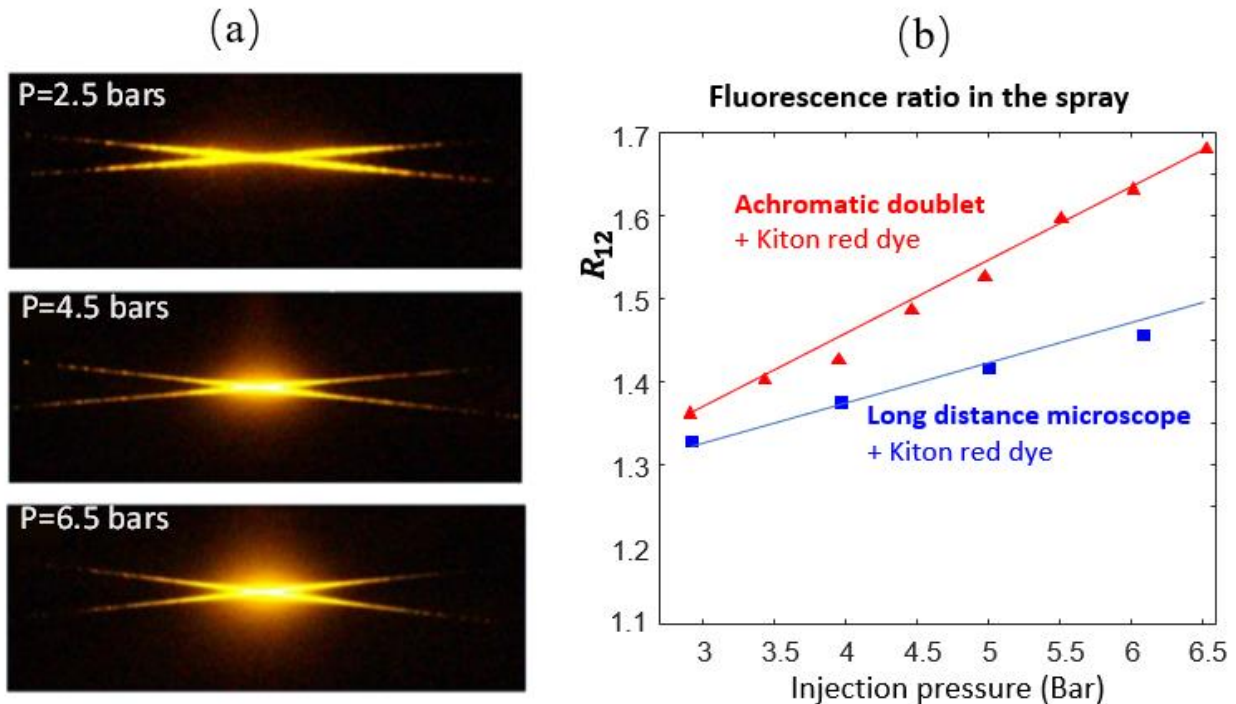 (a)
P=2.5 bars
P=4.5 bars
P=6.5 bars
(b)
Fluorescence ratio in the spray
R12
1.7
1.6
1.5
1.4
1.3
1.2
1.1
Achromatic doublet
+ Kiton red dye
Long distance microscope
+ Kiton red dye
3 3.5 4 4.5 5 5.5 6 6.5
Injection pressure (Bar)